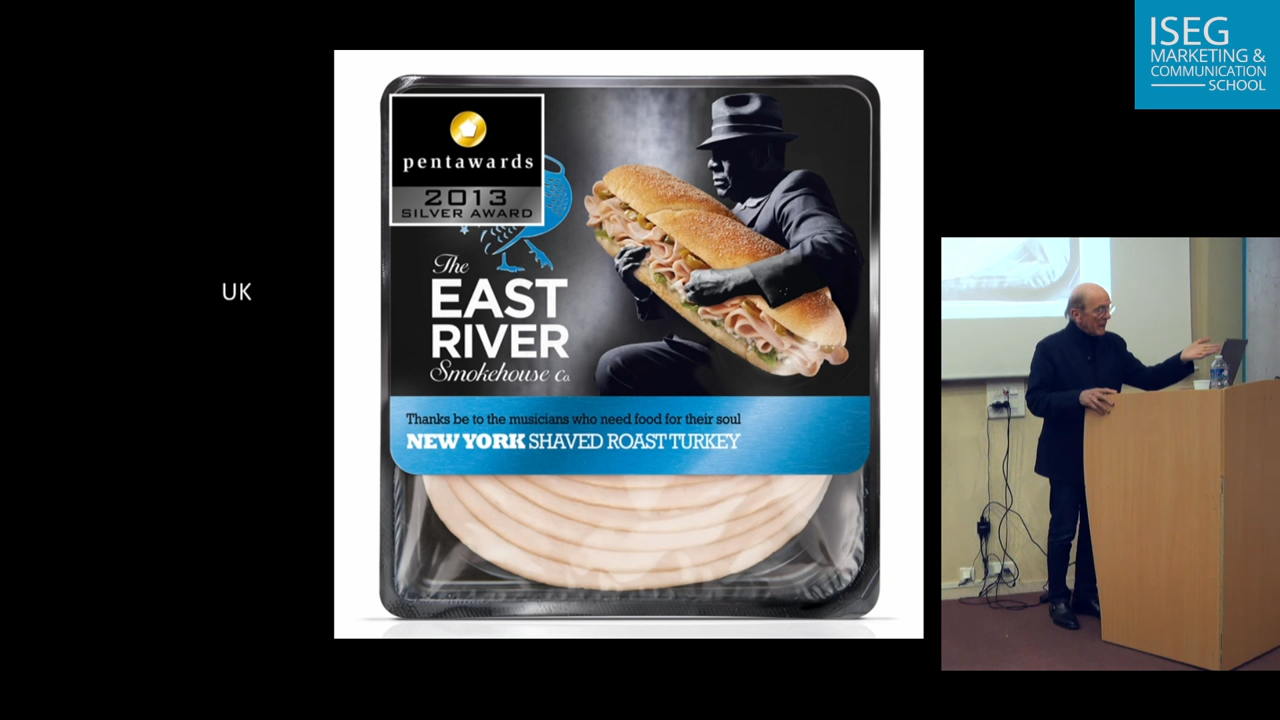 ISEG
MARKETING &
COMMUNICATION
SCHOOL
UK
pentawards
2013
SILVER AWARD
The
EAST
RIVER
Smokehouse Co.
Thanks be to the musicians who need food for their soul
NEW YORK SHAVED ROAST TURKEY